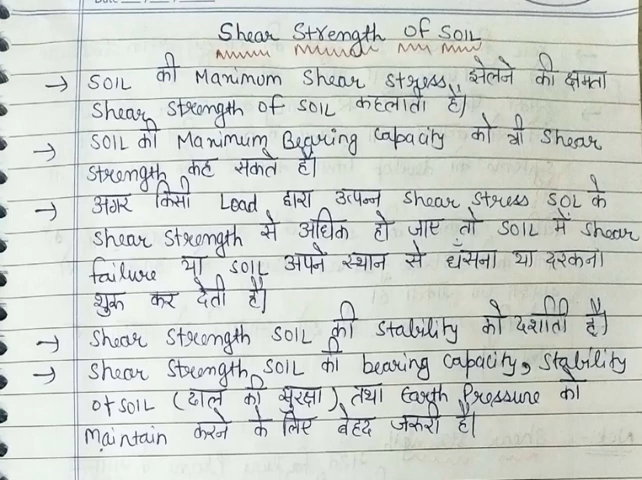 Shear Strength of SOIL
→ SOIL की Maximum Shear stress झेलने की क्षमता
Shear Strength of SOIL कहलाता है।
→ SOIL की Maximum Bearing Capacity को भी Shear
Strength कह सकते हैं।
→ अगर किसी Load द्वारा उत्पन्न Shear Stress SOL के
Shear Strength से अधिक हो जाए तो SOIL में Shear
failure या SOIL अपने स्थान से धँसना या दरकना
शुरू कर देती है।
→ Shear Strength SOIL की Stability को दर्शाती है।
→ Shear Strength SOIL की bearing Capacity, Stability
of SOIL (ढाल की सुरक्षा), तथा Earth Pressure को
Maintain करने के लिए बेहद जरूरी है।